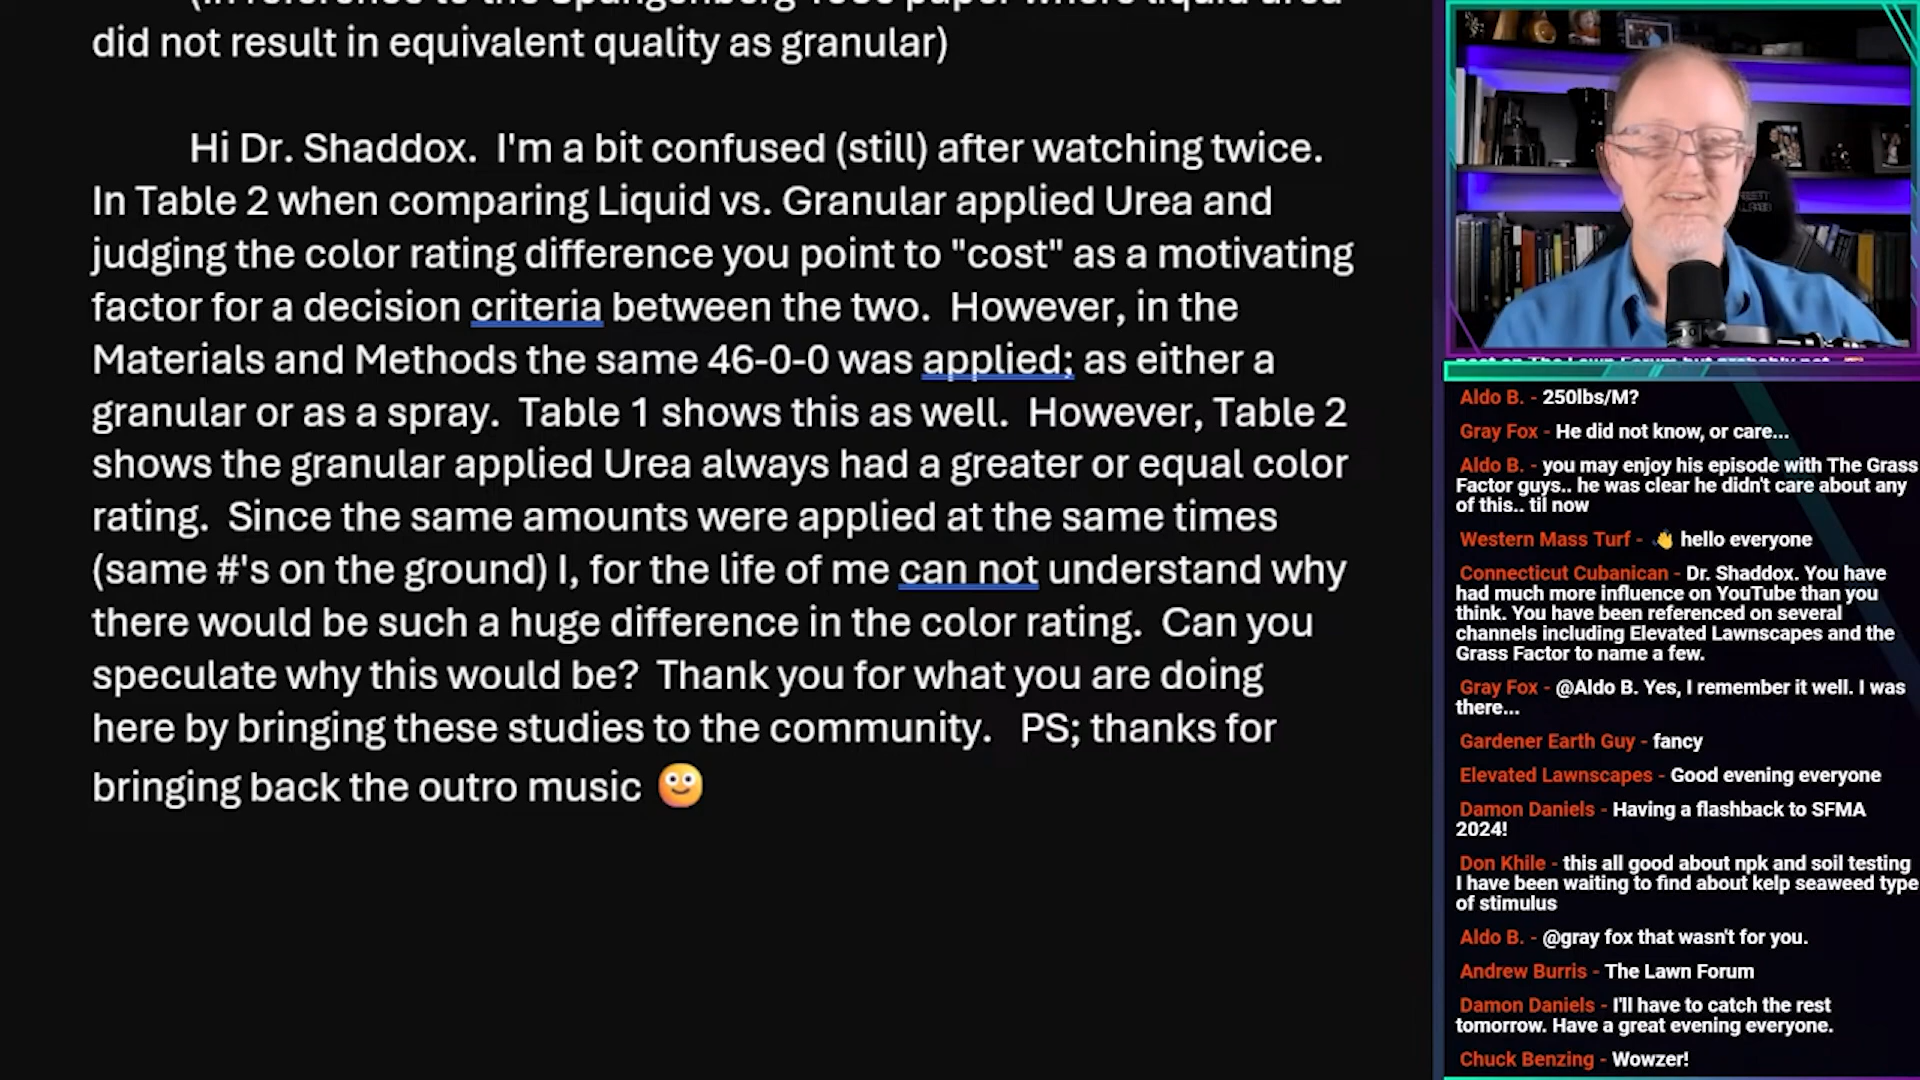 did not result in equivalent quality as granular)
Hi Dr. Shaddox. I'm a bit confused (still) after watching twice.
In Table 2 when comparing Liquid vs. Granular applied Urea and
judging the color rating difference you point to "cost" as a motivating
factor for a decision criteria between the two. However, in the
Materials and Methods the same 46-0-0 was applied; as either a
granular or as a spray. Table 1 shows this as well. However, Table 2
shows the granular applied Urea always had a greater or equal color
rating. Since the same amounts were applied at the same times
(same #'s on the ground) I, for the life of me can not understand why
there would be such a huge difference in the color rating. Can you
speculate why this would be? Thank you for what you are doing
here by bringing these studies to the community. PS; thanks for
bringing back the outro music
Aldo B. - 250lbs/M?
Gray Fox - He did not know, or care...
Aldo B. - you may enjoy his episode with The Grass
Factor guys.. he was clear he didn't care about any
of this.. til now
Western Mass Turf - 👋 hello everyone
Connecticut Cubanican - Dr. Shaddox. You have
had much more influence on YouTube than you
think. You have been referenced on several
channels including Elevated Lawnscapes and the
Grass Factor to name a few.
Gray Fox - @Aldo B. Yes, I remember it well. I was
there...
Gardener Earth Guy - fancy
Elevated Lawnscapes - Good evening everyone
Damon Daniels - Having a flashback to SFMA
2024!
Don Khile - this all good about npk and soil testing
I have been waiting to find about kelp seaweed type
of stimulus
Aldo B. - @gray fox that wasn't for you.
Andrew Burris - The Lawn Forum
Damon Daniels - I'll have to catch the rest
tomorrow. Have a great evening everyone.
Chuck Benzing - Wowzer!